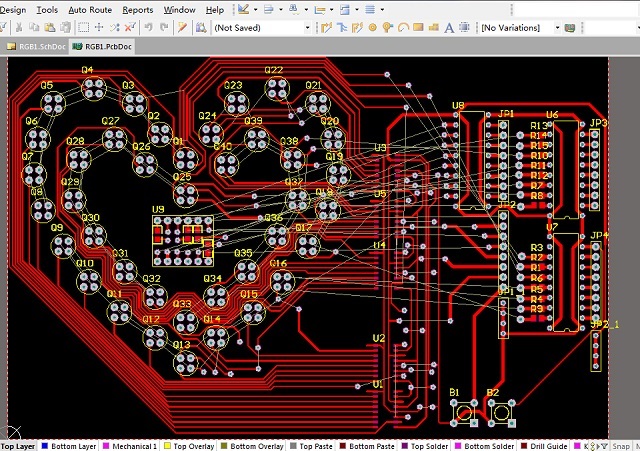 Design Tools Auto Route Reports Window Help
(Not Saved) [No Variations]
RGB1.SchDoc RGB1.PcbDoc
Q4 Q22
Q5 Q3 Q23 Q21
Q6 Q2 Q24 Q20 U8 JP1 U6 JP3
Q27 Q1 Q39 Q38 R13
Q28 Q26 Q40 Q19 U3 R14
R15
R10
Q7 R11
R12
Q8 Q29 Q25 Q37 Q18 U5 R7
R8
U9
Q9 Q30 Q36 Q17 U4 U7 JP4
Q10 Q31 Q35 Q16 R3
R2
R1
Q11 Q32 Q34 Q15 R6
R5
R4
R9
Q12 Q33 Q14 U2 JP2_1
Q13
U1 B1 B2
Top Layer Bottom Layer Mechanical 1 Top Overlay Bottom Overlay Top Paste Bottom Paste Top Solder Bottom Solder Drill Guide Snap